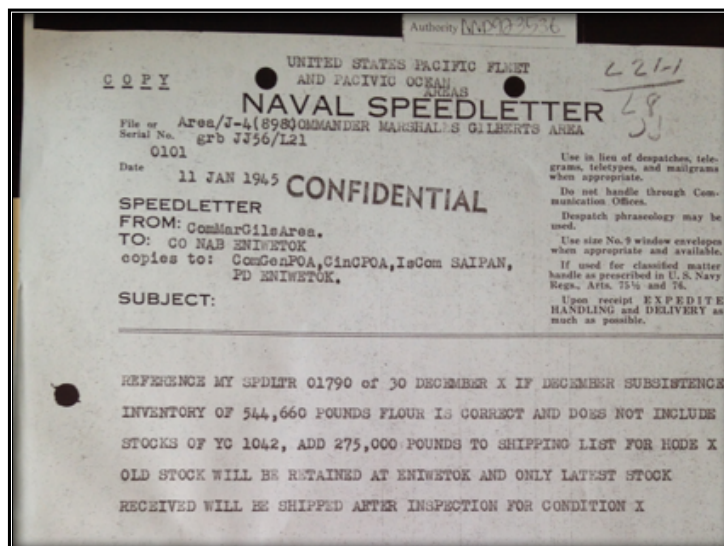 Authority NND973536
UNITED STATES PACIFIC FLEET
COPY
AND PACIVIC OCEAN
AREAS
L21-1
L8
JJ
NAVAL SPEEDLETTER
File or Serial No. Area/J-4(898)OMMANDER MARSHALLS GILBERTS AREA
grb JJ56/L21
0101
Date
11 JAN 1945 CONFIDENTIAL
SPEEDLETTER
FROM: ComMarGilsArea.
TO: CO NAB ENIWETOK
copies to: ComGenPOA,CinCPOA,IsCom SAIPAN,
PD ENIWETOK.
SUBJECT:
Use in lieu of despatches, tele-
grams, teletypes, and mailgrams
when appropriate.
Do not handle through Com-
munication Offices.
Despatch phraseology may be
used.
Use size No. 9 window envelopes
when appropriate and available.
If used for classified matter
handle as prescribed in U. S. Navy
Regs., Arts. 75½ and 76.
Upon receipt EXPEDITE
HANDLING and DELIVERY as
much as possible.
REFERENCE MY SPDLTR 01790 of 30 DECEMBER X IF DECEMBER SUBSISTENCE
INVENTORY OF 544,660 POUNDS FLOUR IS CORRECT AND DOES NOT INCLUDE
STOCKS OF YC 1042, ADD 275,000 POUNDS TO SHIPPING LIST FOR HODE X
OLD STOCK WILL BE RETAINED AT ENIWETOK AND ONLY LATEST STOCK
RECEIVED WILL BE SHIPPED AFTER INSPECTION FOR CONDITION X